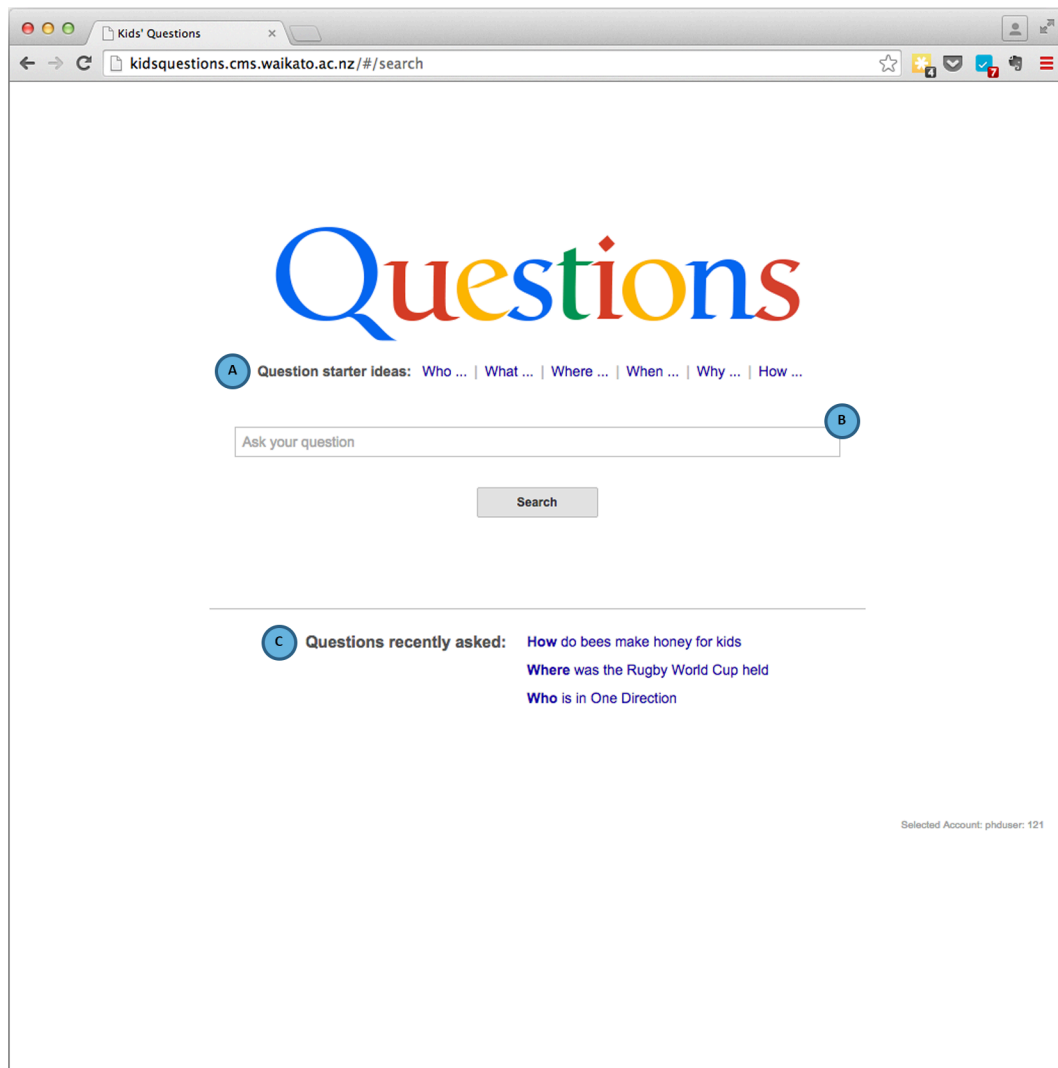 Kids' Questions
kidsquestions.cms.waikato.ac.nz/#/search
4
7
Questions
A Question starter ideas: Who ... | What ... | Where ... | When ... | Why ... | How ...
B
Ask your question
Search
C Questions recently asked: How do bees make honey for kids
Where was the Rugby World Cup held
Who is in One Direction
Selected Account: phduser: 121